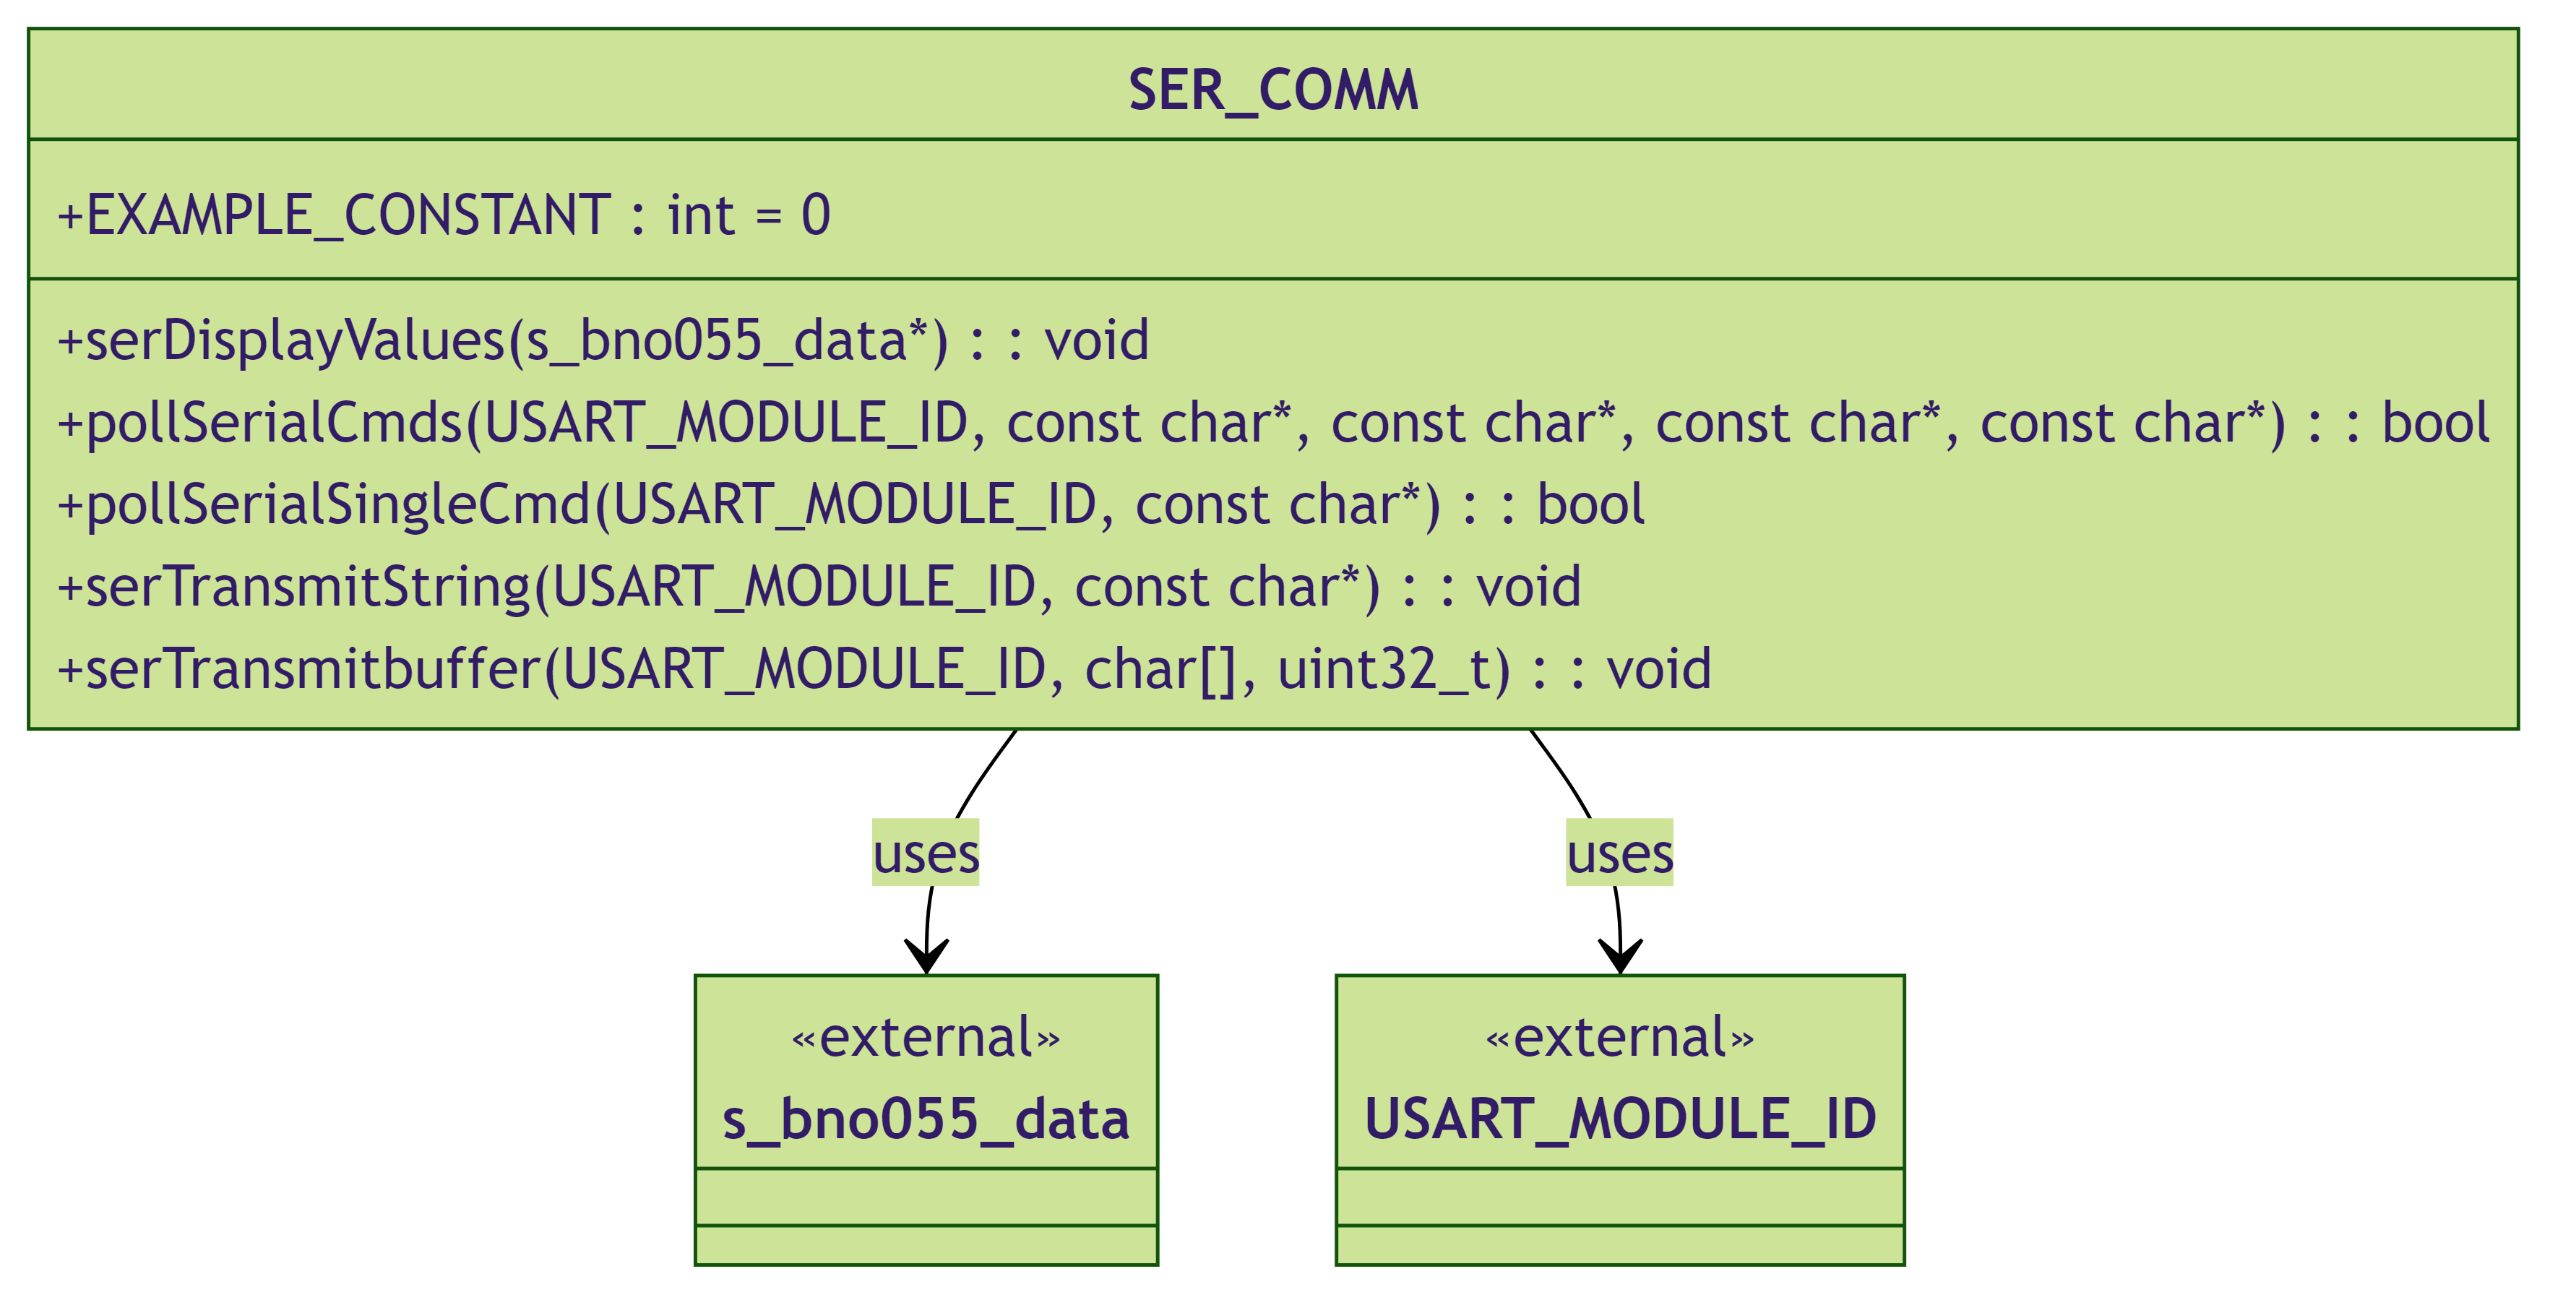 SER_COMM
+EXAMPLE_CONSTANT : int = 0
+serDisplayValues(s_bno055_data*) : : void
+pollSerialCmds(USART_MODULE_ID, const char*, const char*, const char*, const char*) : : bool
+pollSerialSingleCmd(USART_MODULE_ID, const char*) : : bool
+serTransmitString(USART_MODULE_ID, const char*) : : void
+serTransmitbuffer(USART_MODULE_ID, char[], uint32_t) : : void
uses
uses
«external»
s_bno055_data
«external»
USART_MODULE_ID